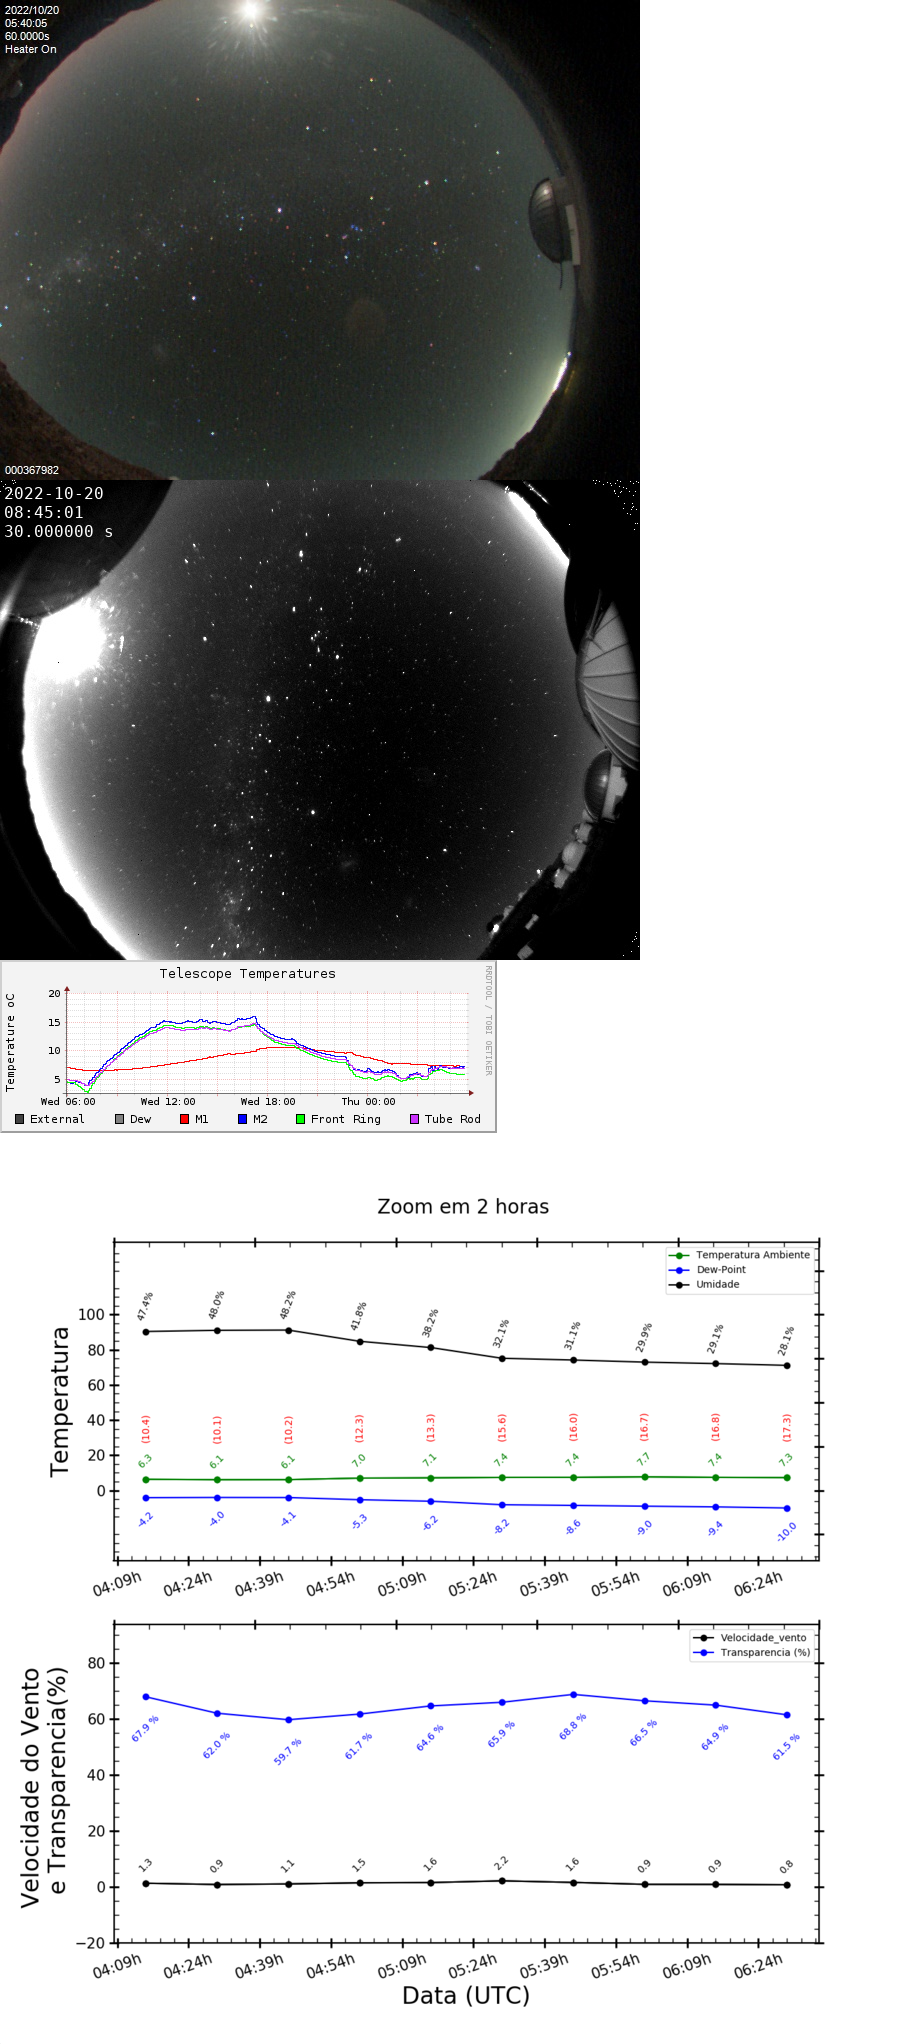 2022/10/20
05:40:05
60.0000s
Heater On
000367982
2022-10-20
08:45:01
30.000000 s
Telescope Temperatures
RRDTOOL / TOBI OETIKER
Temperature oC
20
15
10
5
Wed 06:00 Wed 12:00 Wed 18:00 Thu 00:00
External Dew M1 M2 Front Ring Tube Rod
Zoom em 2 horas
Temperatura Ambiente
Dew-Point
Umidade
Temperatura
100
80
60
40
20
0
47.4% 48.0% 48.2% 41.8% 38.2% 32.1% 31.1% 29.9% 29.1% 28.1%
(10.4) (10.1) (10.2) (12.3) (13.3) (15.6) (16.0) (16.7) (16.8) (17.3)
6.3 6.1 6.1 7.0 7.1 7.4 7.4 7.7 7.4 7.3
-4.2 -4.0 -4.1 -5.3 -6.2 -8.2 -8.6 -9.0 -9.4 -10.0
04:09h 04:24h 04:39h 04:54h 05:09h 05:24h 05:39h 05:54h 06:09h 06:24h
Velocidade_vento
Transparencia (%)
Velocidade do Vento
e Transparencia(%)
80
60
40
20
0
−20
67.9 % 62.0 % 59.7 % 61.7 % 64.6 % 65.9 % 68.8 % 66.5 % 64.9 % 61.5 %
1.3 0.9 1.1 1.5 1.6 2.2 1.6 0.9 0.9 0.8
04:09h 04:24h 04:39h 04:54h 05:09h 05:24h 05:39h 05:54h 06:09h 06:24h
Data (UTC)